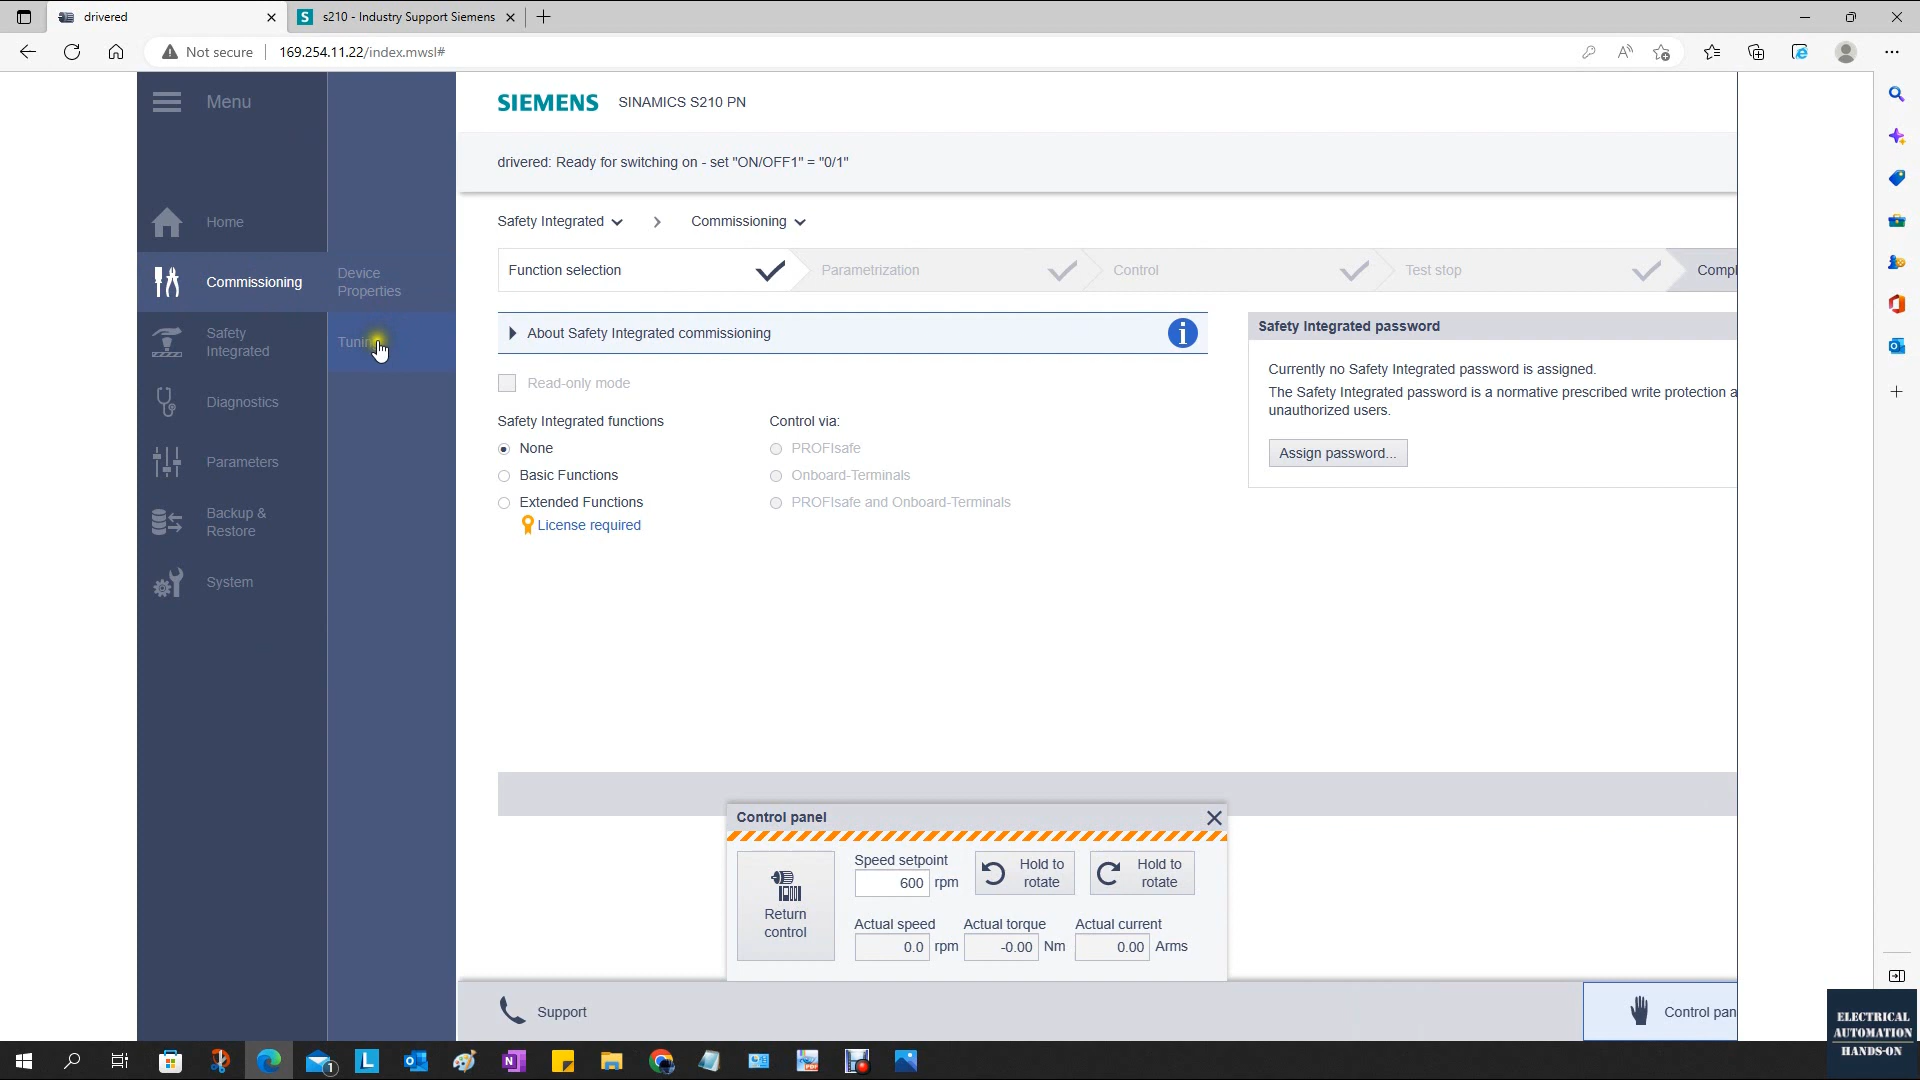 drivered
s210 - Industry Support Siemens
Not secure
169.254.11.22/index.mwsl#
Menu
SIEMENS
SINAMICS S210 PN
drivered: Ready for switching on - set "ON/OFF1" = "0/1"
Home
Safety Integrated
Commissioning
Commissioning
Device
Properties
Function selection
Parametrization
Control
Test stop
Compl
Safety
Integrated
About Safety Integrated commissioning
Safety Integrated password
Currently no Safety Integrated password is assigned.
The Safety Integrated password is a normative prescribed write protection a
unauthorized users.
Assign password...
Read-only mode
Diagnostics
Safety Integrated functions
Control via:
None
PROFIsafe
Parameters
Basic Functions
Onboard-Terminals
Extended Functions
PROFIsafe and Onboard-Terminals
License required
Backup &
Restore
System
Control panel
Return
control
Speed setpoint
600 rpm
Hold to
rotate
Hold to
rotate
Actual speed
0.0 rpm
Actual torque
-0.00 Nm
Actual current
0.00 Arms
Support
Control pan
ELECTRICAL
AUTOMATION
HANDS-ON
1